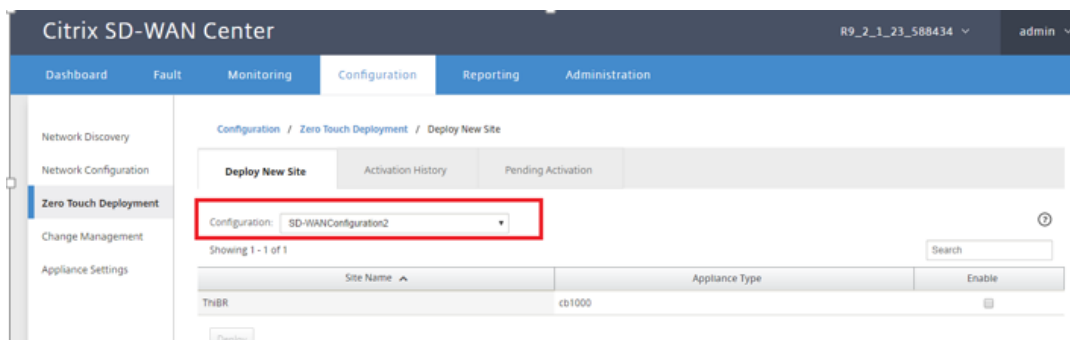 Citrix SD-WAN Center
R9_2_1_23_588434
admin
Dashboard Fault Monitoring Configuration Reporting Administration
Network Discovery
Network Configuration
Zero Touch Deployment
Change Management
Appliance Settings
Configuration / Zero Touch Deployment / Deploy New Site
Deploy New Site Activation History Pending Activation
Configuration: SD-WANConfiguration2
?
Showing 1 - 1 of 1
Search
Site Name Appliance Type Enable
ThiBR cb1000
Deploy